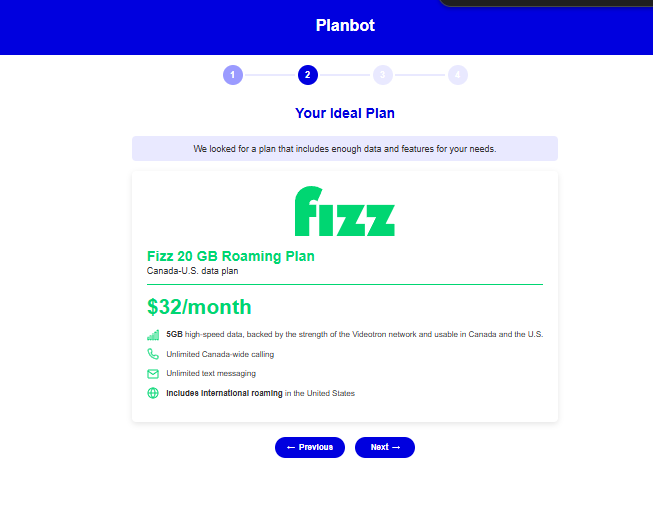 Planbot
1 2 3 4
Your Ideal Plan
We looked for a plan that includes enough data and features for your needs.
fizz
Fizz 20 GB Roaming Plan
Canada-U.S. data plan
$32/month
5GB high-speed data, backed by the strength of the Videotron network and usable in Canada and the U.S.
Unlimited Canada-wide calling
Unlimited text messaging
Includes international roaming in the United States
← Previous Next →